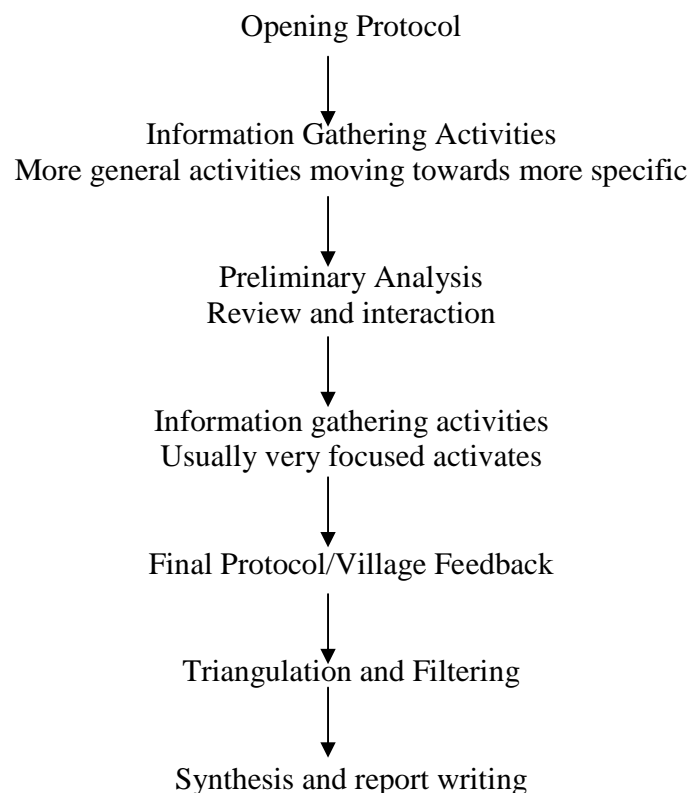 Opening Protocol
Information Gathering Activities
More general activities moving towards more specific
Preliminary Analysis
Review and interaction
Information gathering activities
Usually very focused activates
Final Protocol/Village Feedback
Triangulation and Filtering
Synthesis and report writing